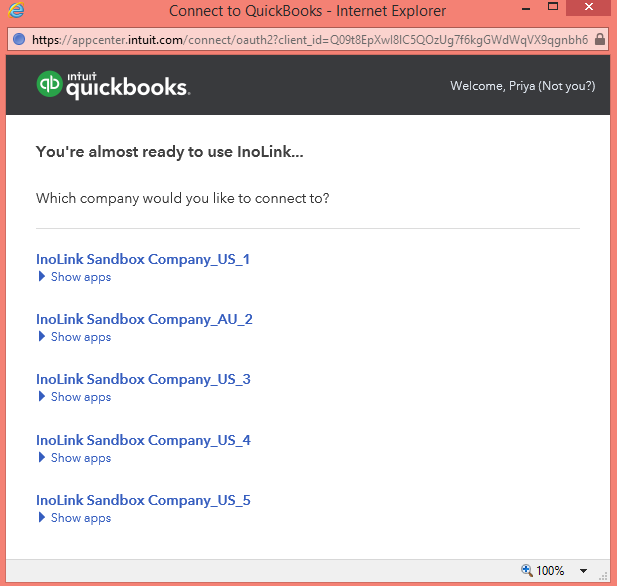 Connect to QuickBooks - Internet Explorer
https://appcenter.intuit.com/connect/oauth2?client_id=Q09t8EpXwI8IC5QOzUg7f6kgGWdWqVX9qgnbh6
intuit
qb quickbooks.
Welcome, Priya (Not you?)
You're almost ready to use InoLink...
Which company would you like to connect to?
InoLink Sandbox Company_US_1
Show apps
InoLink Sandbox Company_AU_2
Show apps
InoLink Sandbox Company_US_3
Show apps
InoLink Sandbox Company_US_4
Show apps
InoLink Sandbox Company_US_5
Show apps
100%